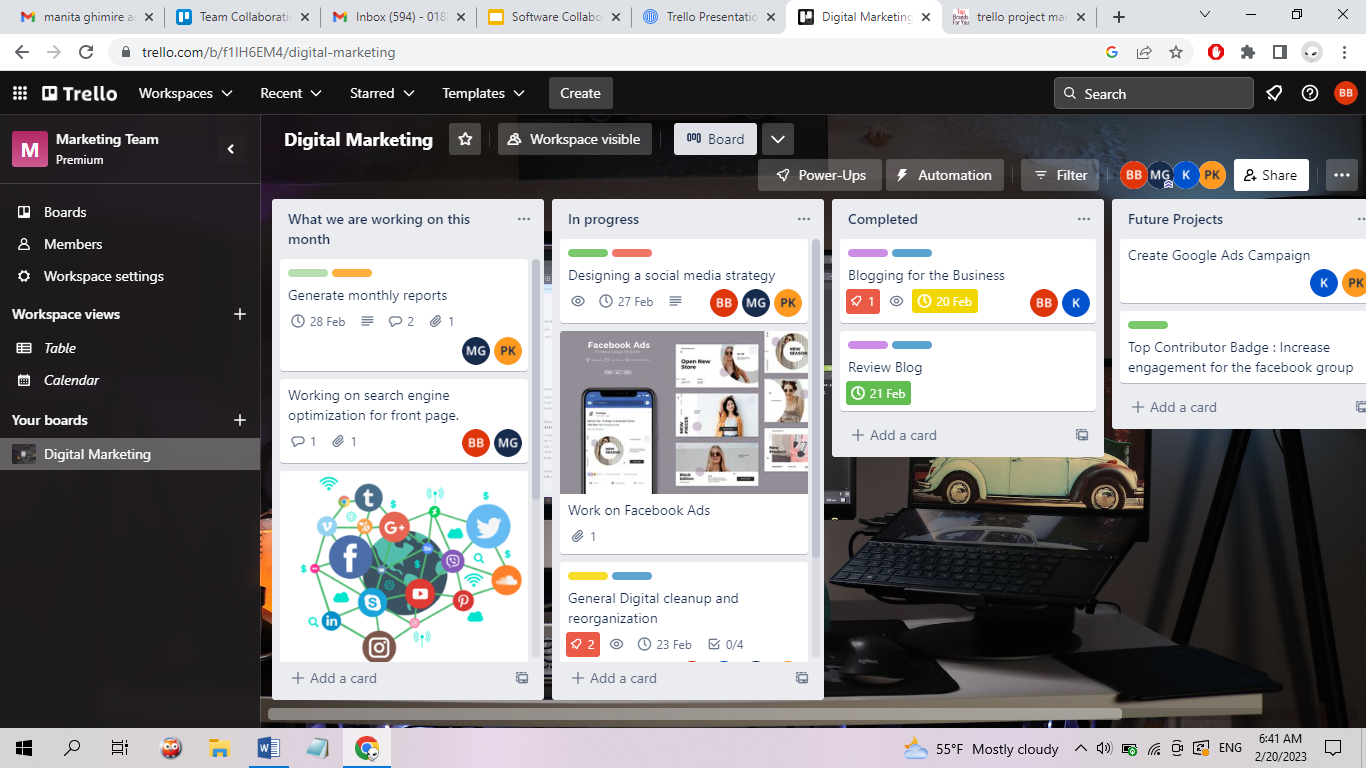 manita ghimire a
Team Collaborati
Inbox (594) - 018
Software Collabo
Trello Presentatio
Digital Marketing
trello project mar
trello.com/b/f1lH6EM4/digital-marketing
Trello
Workspaces
Recent
Starred
Templates
Create
Search
BB
M
Marketing Team
Premium
Digital Marketing
Workspace visible
Board
Power-Ups
Automation
Filter
BB
MG
K
PK
Share
Boards
Members
Workspace settings
Workspace views
Table
Calendar
Your boards
Digital Marketing
What we are working on this
month
Generate monthly reports
28 Feb
2
1
MG
PK
Working on search engine
optimization for front page.
1
1
BB
MG
Add a card
In progress
Designing a social media strategy
27 Feb
BB
MG
PK
Facebook Ads
Open New
Store
NEW
SEASON
Work on Facebook Ads
1
General Digital cleanup and
reorganization
2
23 Feb
0/4
Add a card
Completed
Blogging for the Business
1
20 Feb
BB
K
Review Blog
21 Feb
Add a card
Future Projects
Create Google Ads Campaign
K
PK
Top Contributor Badge : Increase
engagement for the facebook group
Add a card
55°F Mostly cloudy
ENG
6:41 AM
2/20/2023